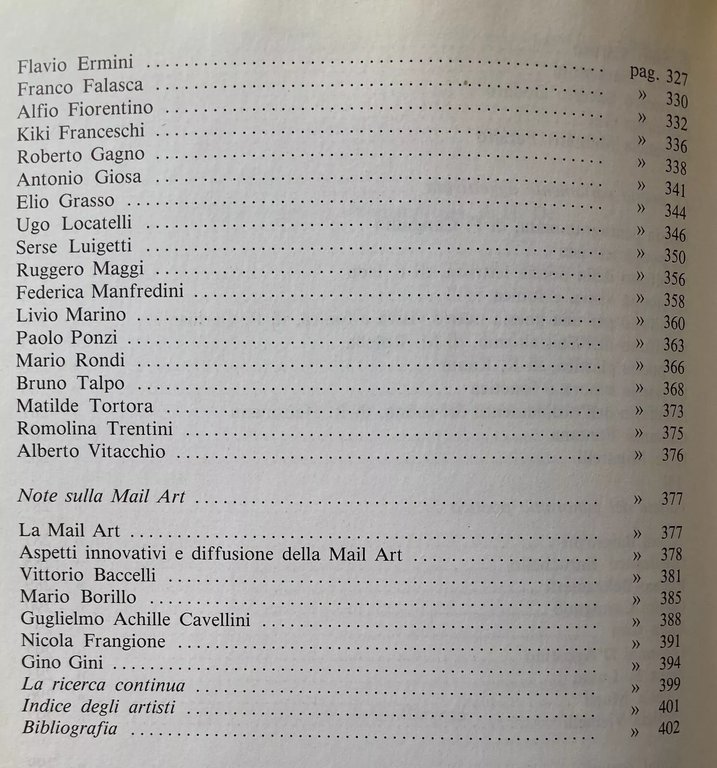 Flavio Ermini ........................................ pag. 327
Franco Falasca ........................................ » 330
Alfio Fiorentino ........................................ » 332
Kiki Franceschi ........................................ » 336
Roberto Gagno ........................................ » 338
Antonio Giosa ........................................ » 341
Elio Grasso ........................................ » 344
Ugo Locatelli ........................................ » 346
Serse Luigetti ........................................ » 350
Ruggero Maggi ........................................ » 356
Federica Manfredini ........................................ » 358
Livio Marino ........................................ » 360
Paolo Ponzi ........................................ » 363
Mario Rondi ........................................ » 366
Bruno Talpo ........................................ » 368
Matilde Tortora ........................................ » 373
Romolina Trentini ........................................ » 375
Alberto Vitacchio ........................................ » 376
Note sulla Mail Art ........................................ » 377
La Mail Art ........................................ » 377
Aspetti innovativi e diffusione della Mail Art .................... » 378
Vittorio Baccelli ........................................ » 381
Mario Borillo ........................................ » 385
Guglielmo Achille Cavellini ........................................ » 388
Nicola Frangione ........................................ » 391
Gino Gini ........................................ » 394
La ricerca continua ........................................ » 399
Indice degli artisti ........................................ » 401
Bibliografia ........................................ » 402